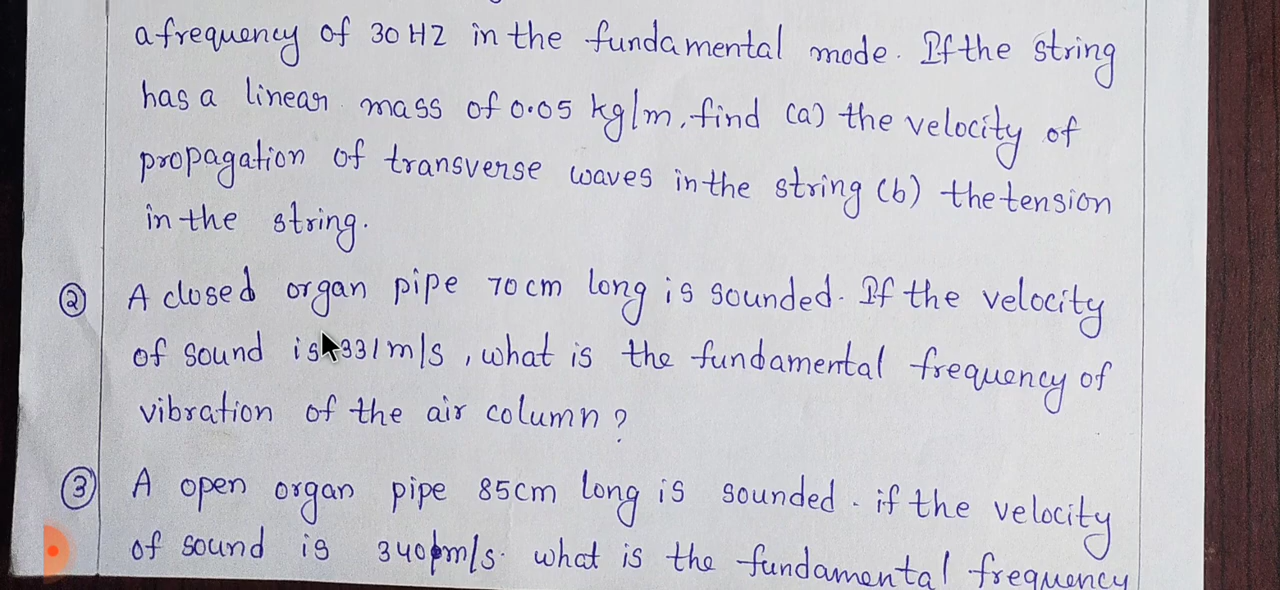 a frequency of 30 HZ in the fundamental mode. If the string
has a linear mass of 0.05 kg/m, find (a) the velocity of
propagation of transverse waves in the string (b) the tension
in the string.
② A closed organ pipe 70 cm long is sounded. If the velocity
of sound is 331 m/s, what is the fundamental frequency of
vibration of the air column?
③ A open organ pipe 85cm long is sounded. if the velocity
of sound is 340 m/s. what is the fundamental frequency